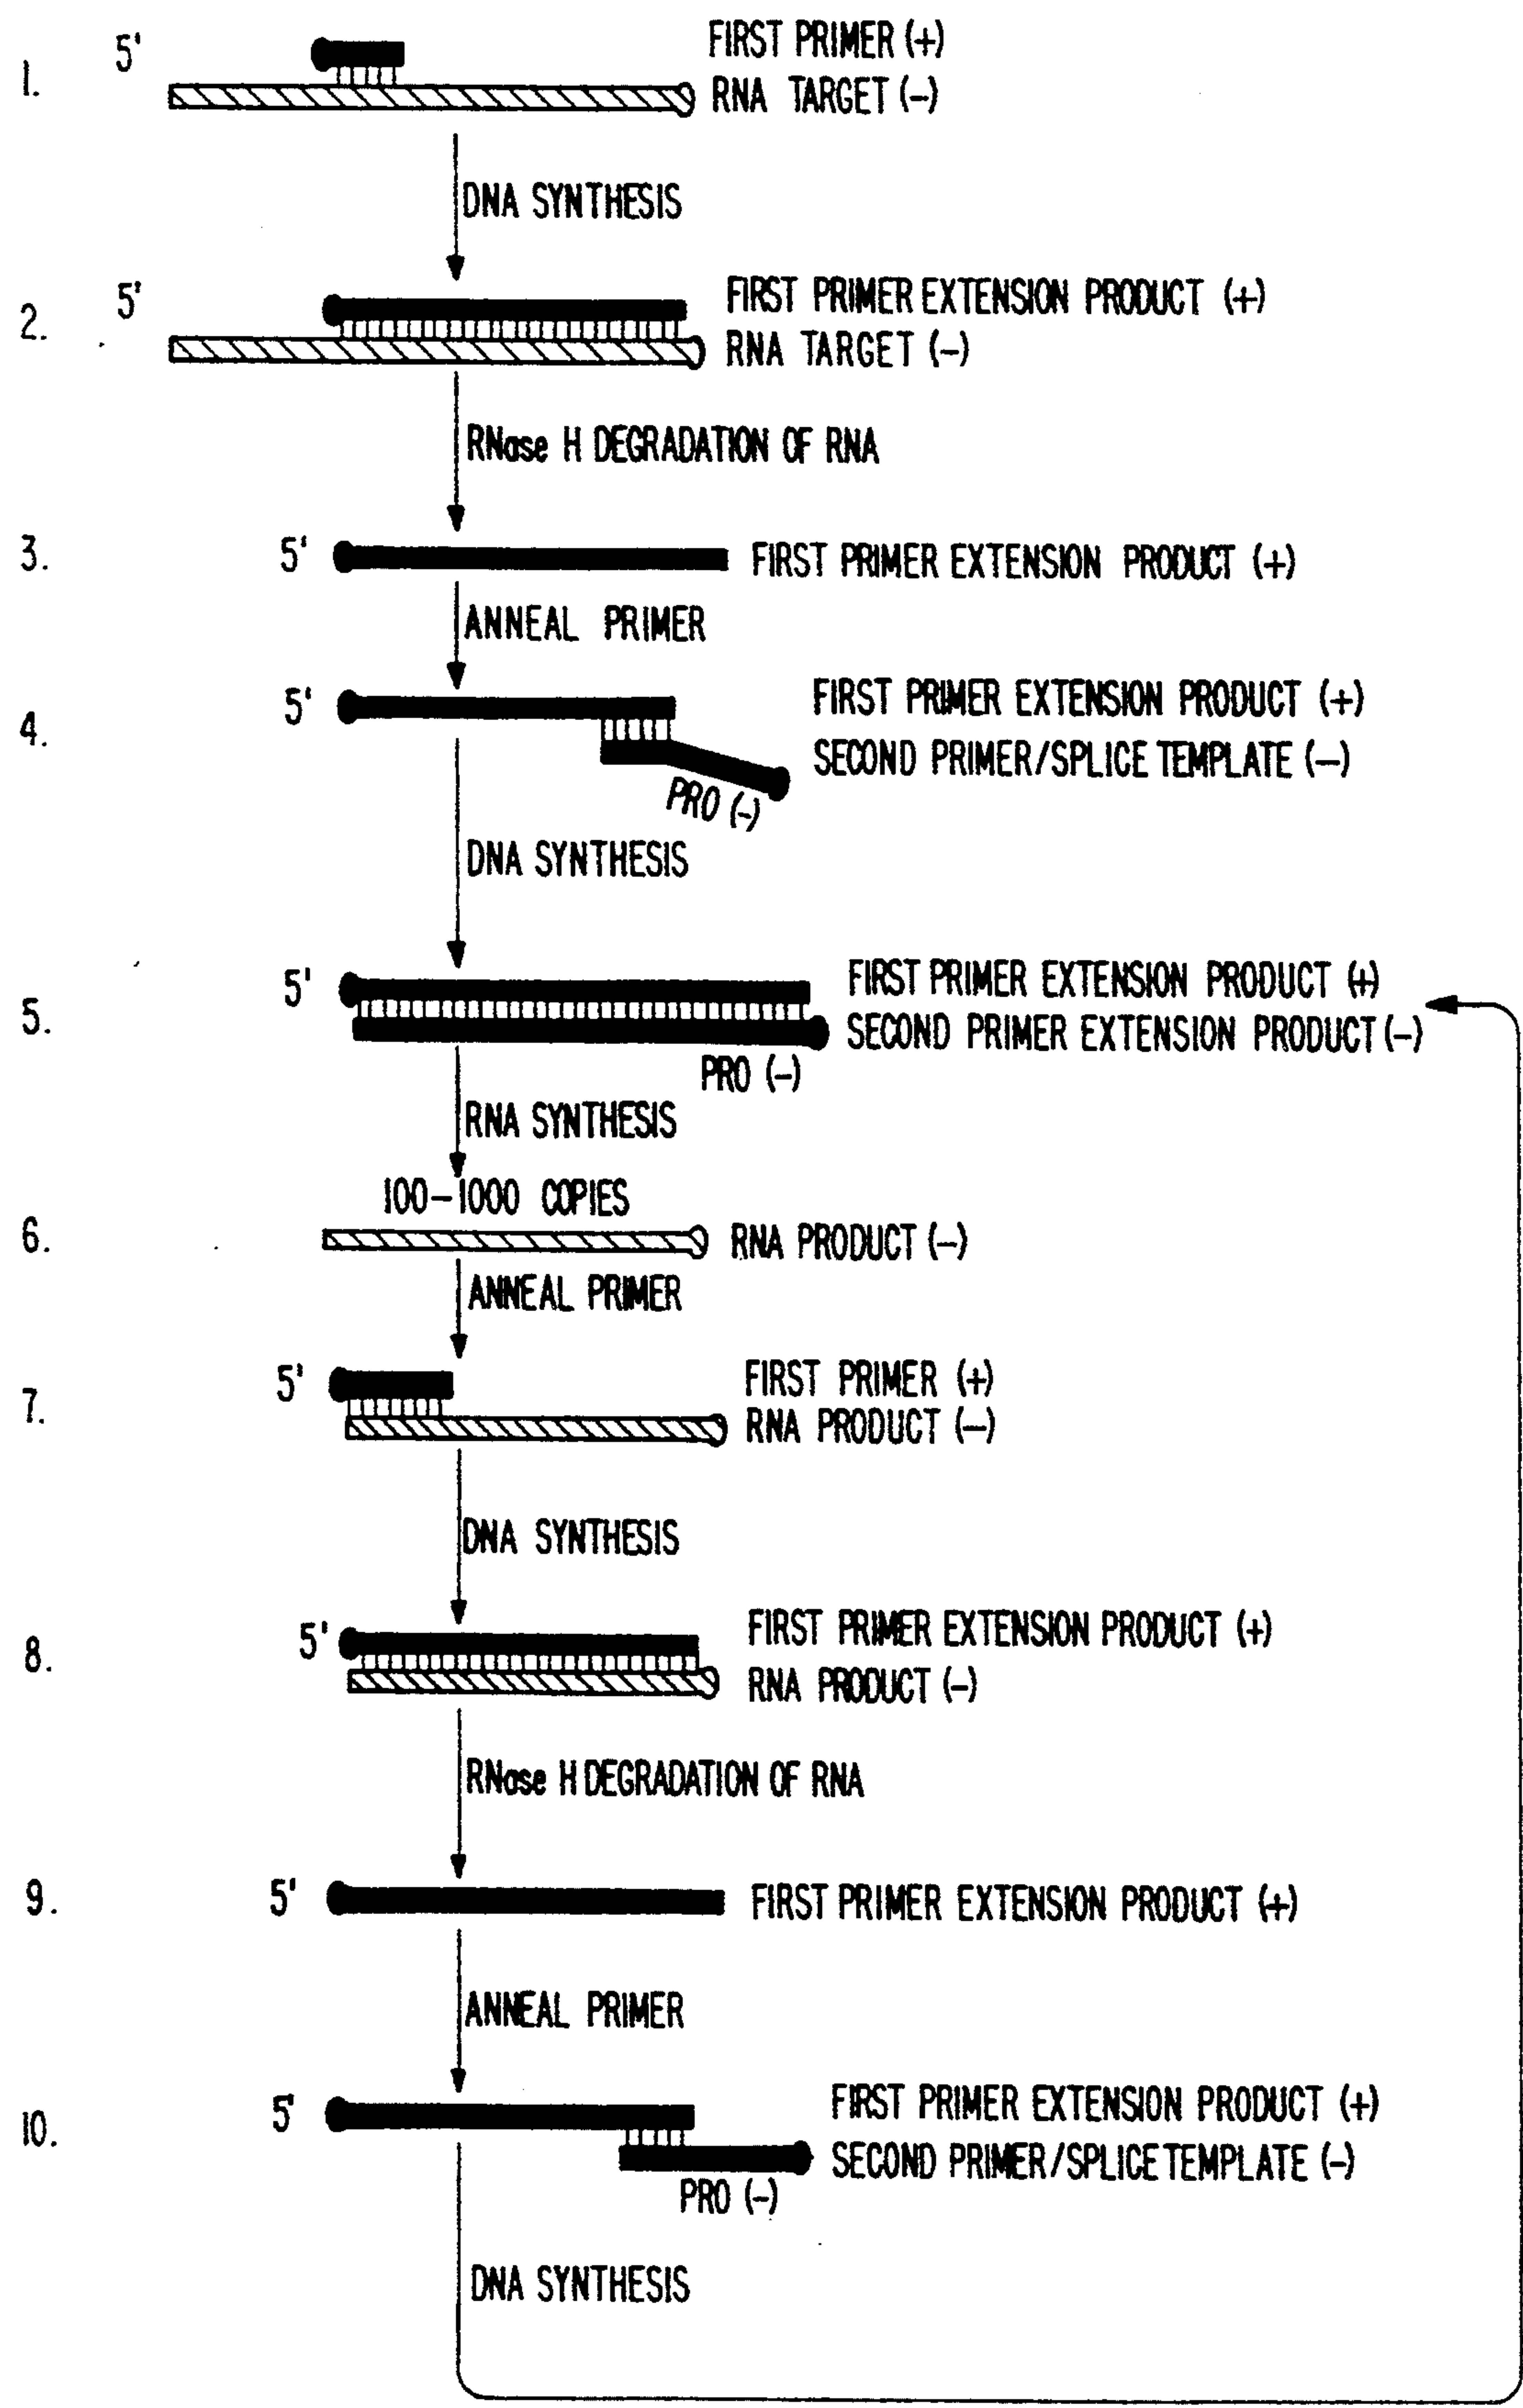 5' FIRST PRIMER (+)
1. RNA TARGET (-)
DNA SYNTHESIS
5' FIRST PRIMER EXTENSION PRODUCT (+)
2. RNA TARGET (-)
RNase H DEGRADATION OF RNA
3. 5' FIRST PRIMER EXTENSION PRODUCT (+)
ANNEAL PRIMER
5' FIRST PRIMER EXTENSION PRODUCT (+)
4. SECOND PRIMER/SPLICE TEMPLATE (-)
PRO (-)
DNA SYNTHESIS
5' FIRST PRIMER EXTENSION PRODUCT (+)
5. SECOND PRIMER EXTENSION PRODUCT (-)
PRO (-)
RNA SYNTHESIS
100-1000 COPIES
6. RNA PRODUCT (-)
ANNEAL PRIMER
5' FIRST PRIMER (+)
7. RNA PRODUCT (-)
DNA SYNTHESIS
5' FIRST PRIMER EXTENSION PRODUCT (+)
8. RNA PRODUCT (-)
RNase H DEGRADATION OF RNA
9. 5' FIRST PRIMER EXTENSION PRODUCT (+)
ANNEAL PRIMER
5' FIRST PRIMER EXTENSION PRODUCT (+)
10. SECOND PRIMER/SPLICE TEMPLATE (-)
PRO (-)
DNA SYNTHESIS